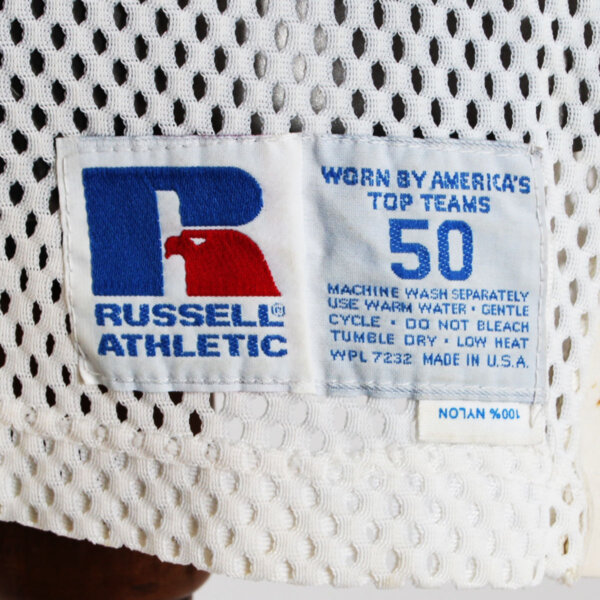 RUSSELL®
ATHLETIC
WORN BY AMERICA'S
TOP TEAMS
50
MACHINE WASH SEPARATELY
USE WARM WATER · GENTLE
CYCLE · DO NOT BLEACH
TUMBLE DRY · LOW HEAT
WPL 7232 MADE IN U.S.A.
100% NYLON